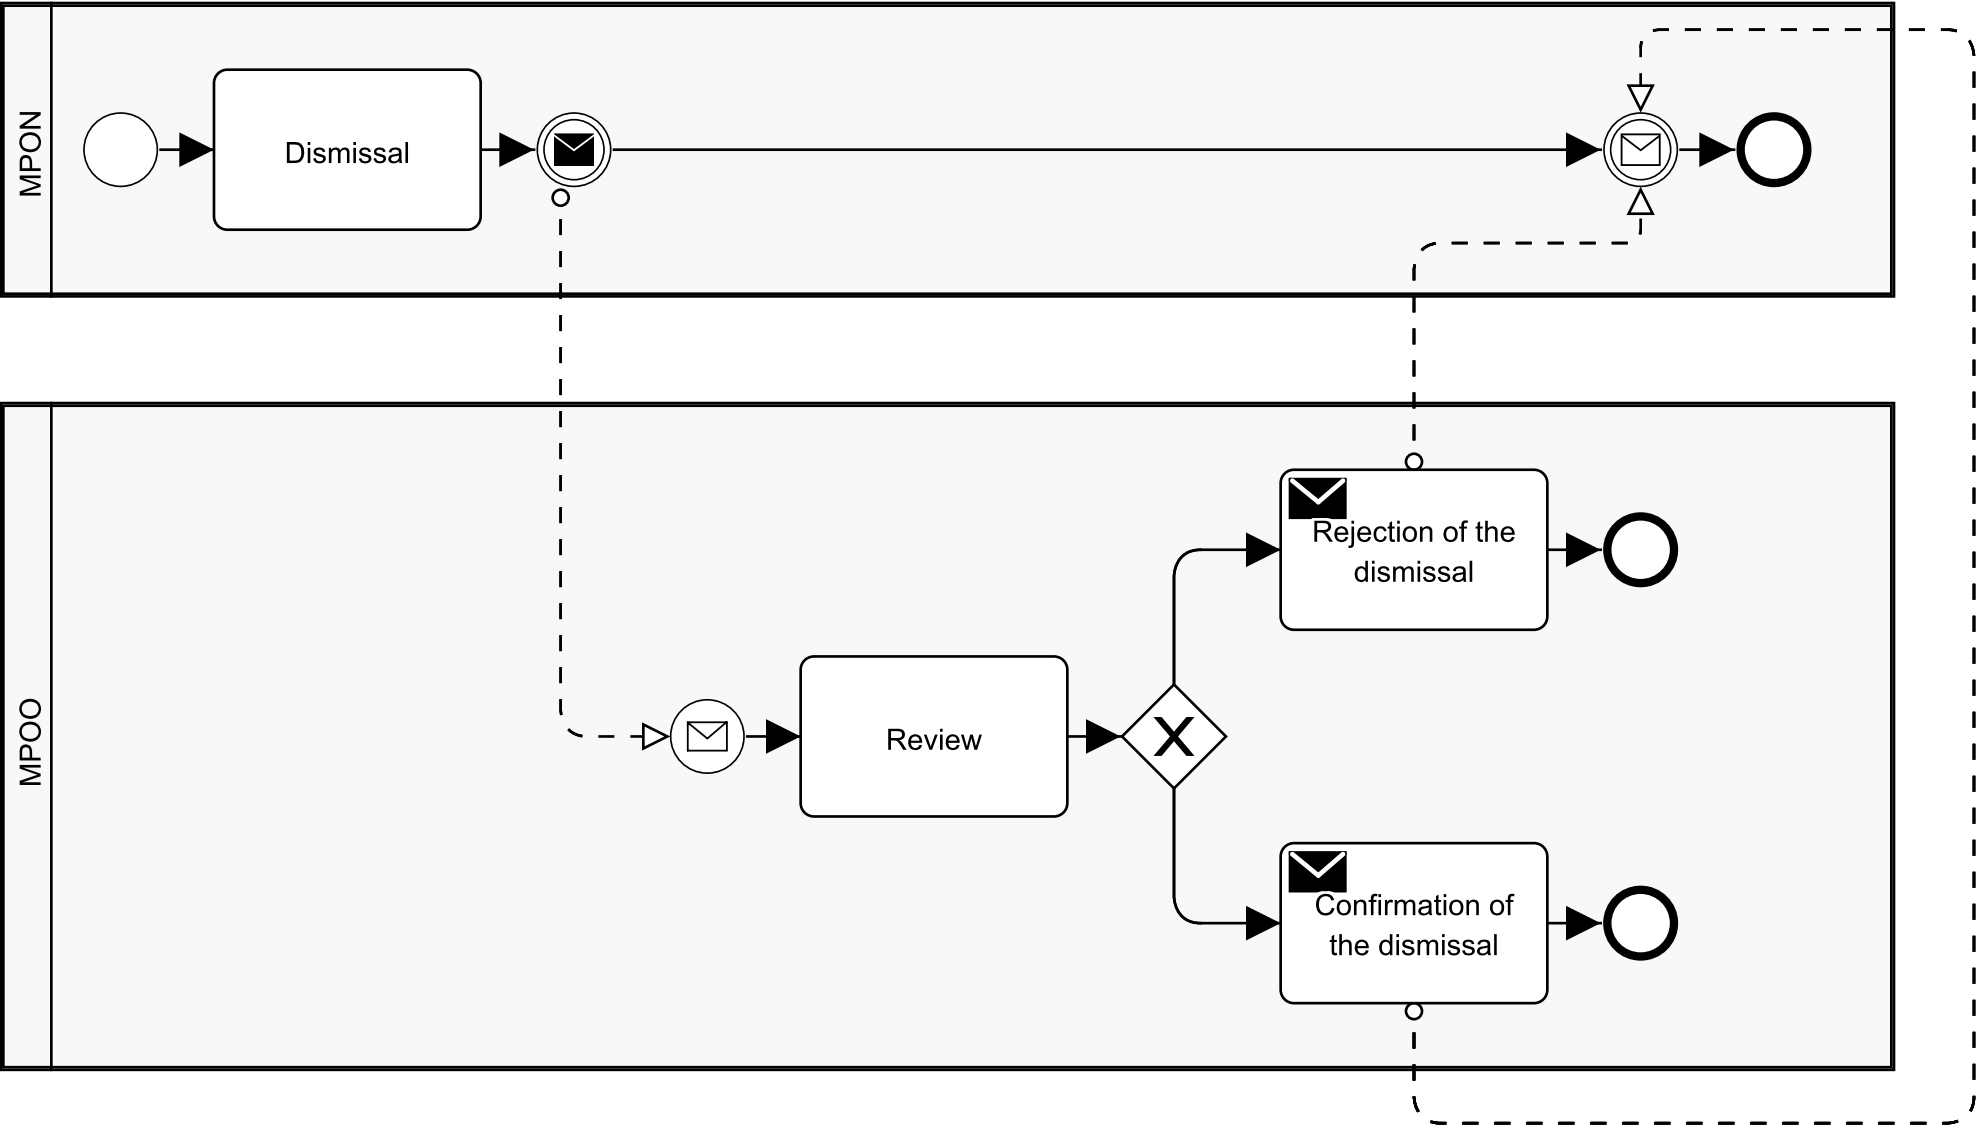 MPON
Dismissal
MPOO
Rejection of the
dismissal
Review
Confirmation of
the dismissal